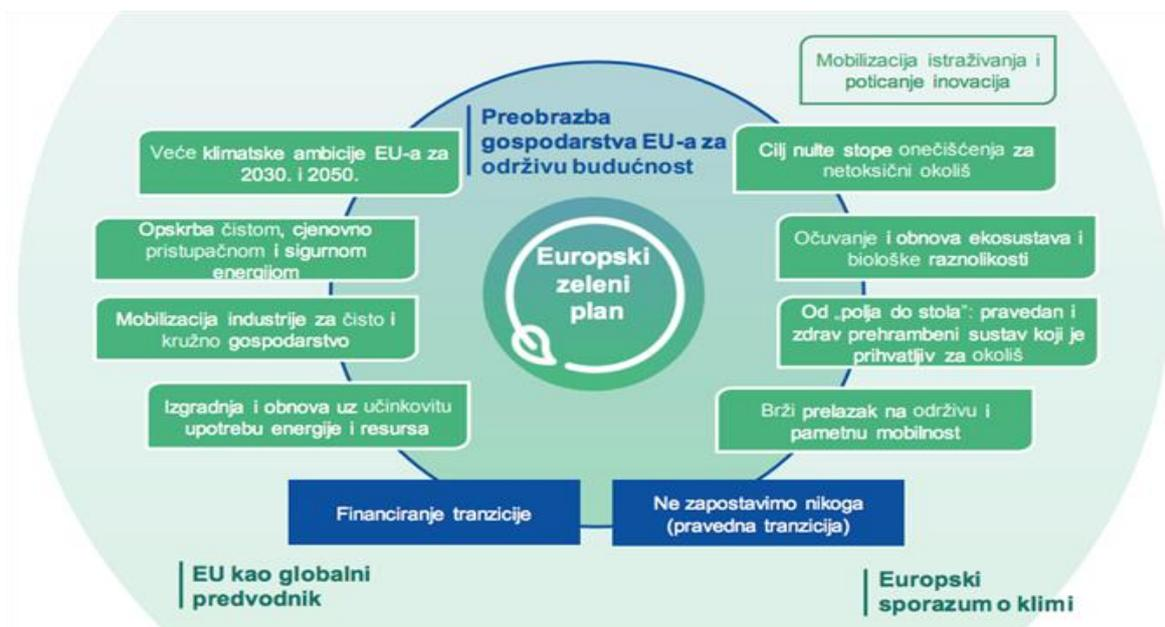 Mobilizacija istraživanja i
poticanje inovacija
Preobrazba
gospodarstva EU-a za
održivu budućnost
Veće klimatske ambicije EU-a za
2030. i 2050.
Cilj nulte stope onečišćenja za
netoksični okoliš
Opskrba čistom, cjenovno
pristupačnom i sigurnom
energijom
Očuvanje i obnova ekosustava i
biološke raznolikosti
Europski
zeleni
plan
Mobilizacija industrije za čisto i
kružno gospodarstvo
Od „polja do stola”: pravedan i
zdrav prehrambeni sustav koji je
prihvatljiv za okoliš
Izgradnja i obnova uz učinkovitu
upotrebu energije i resursa
Brži prelazak na održivu i
pametnu mobilnost
Financiranje tranzicije
Ne zapostavimo nikoga
(pravedna tranzicija)
EU kao globalni
predvodnik
Europski
sporazum o klimi